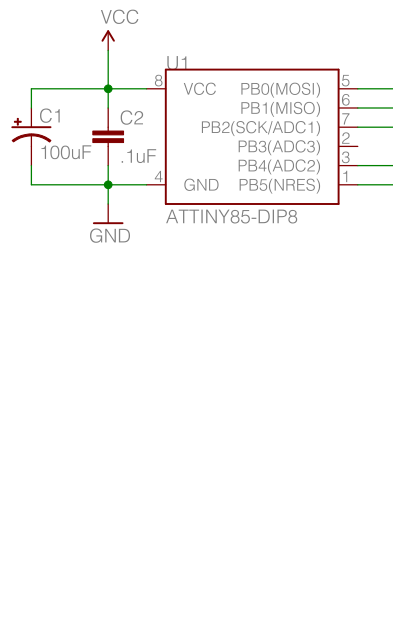 VCC
U1
8 VCC PB0(MOSI) 5
PB1(MISO) 6
C1 C2 PB2(SCK/ADC1) 7
PB3(ADC3) 2
100uF .1uF PB4(ADC2) 3
4 GND PB5(NRES) 1
ATTINY85-DIP8
GND